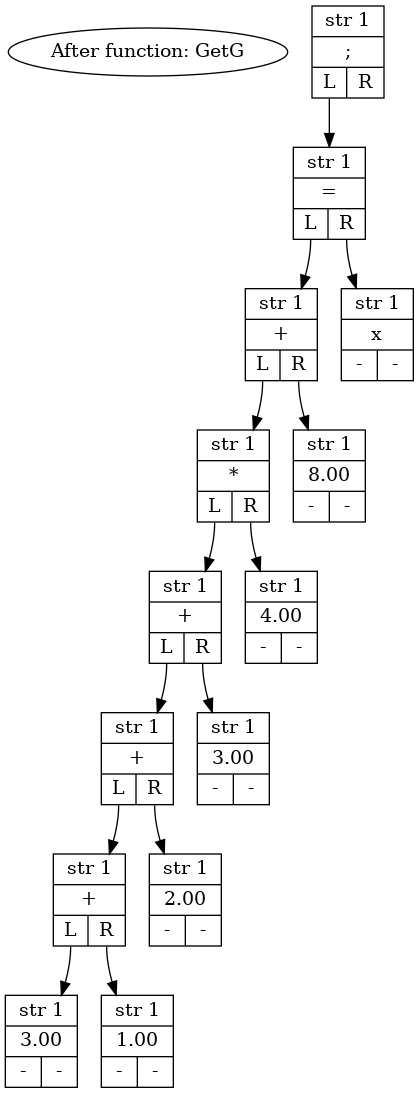 After function: GetG
str 1
;
L R
str 1
=
L R
str 1
+
L R
str 1
x
- -
str 1
*
L R
str 1
8.00
- -
str 1
+
L R
str 1
4.00
- -
str 1
+
L R
str 1
3.00
- -
str 1
+
L R
str 1
2.00
- -
str 1
3.00
- -
str 1
1.00
- -